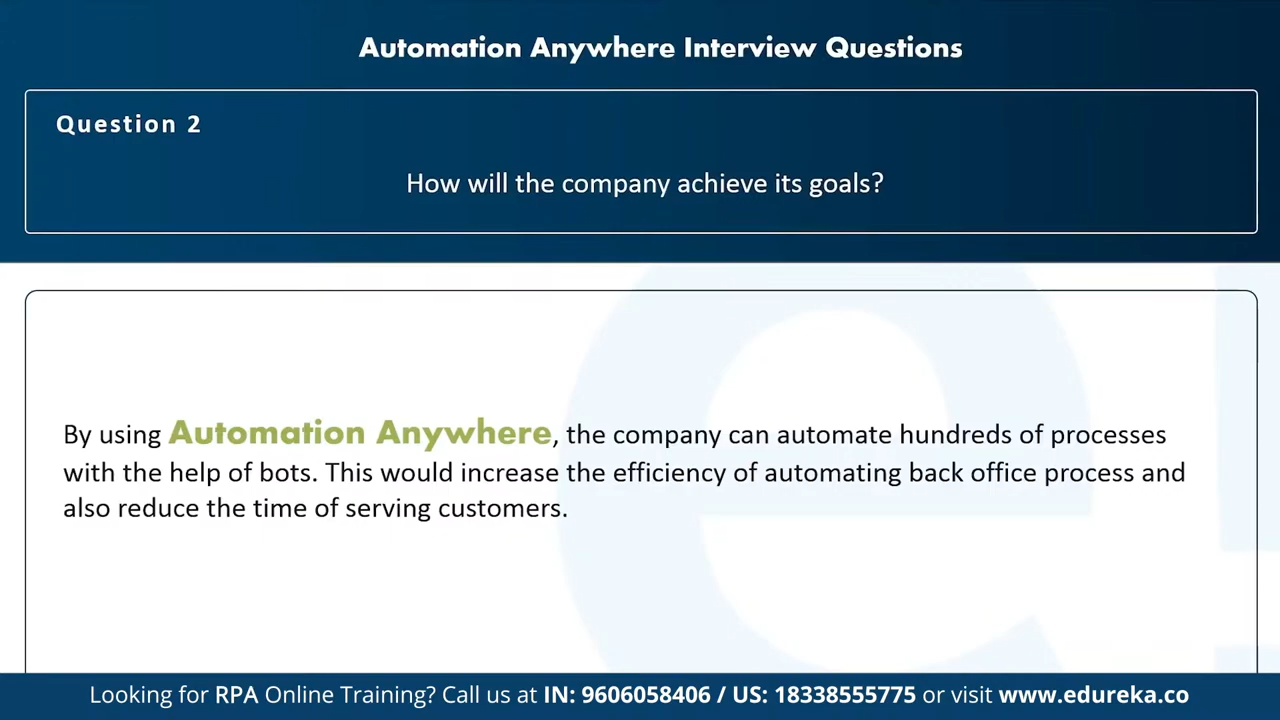 Automation Anywhere Interview Questions
Question 2
How will the company achieve its goals?
By using Automation Anywhere, the company can automate hundreds of processes
with the help of bots. This would increase the efficiency of automating back office process and
also reduce the time of serving customers.
Looking for RPA Online Training? Call us at IN: 9606058406 / US: 18338555775 or visit www.edureka.co